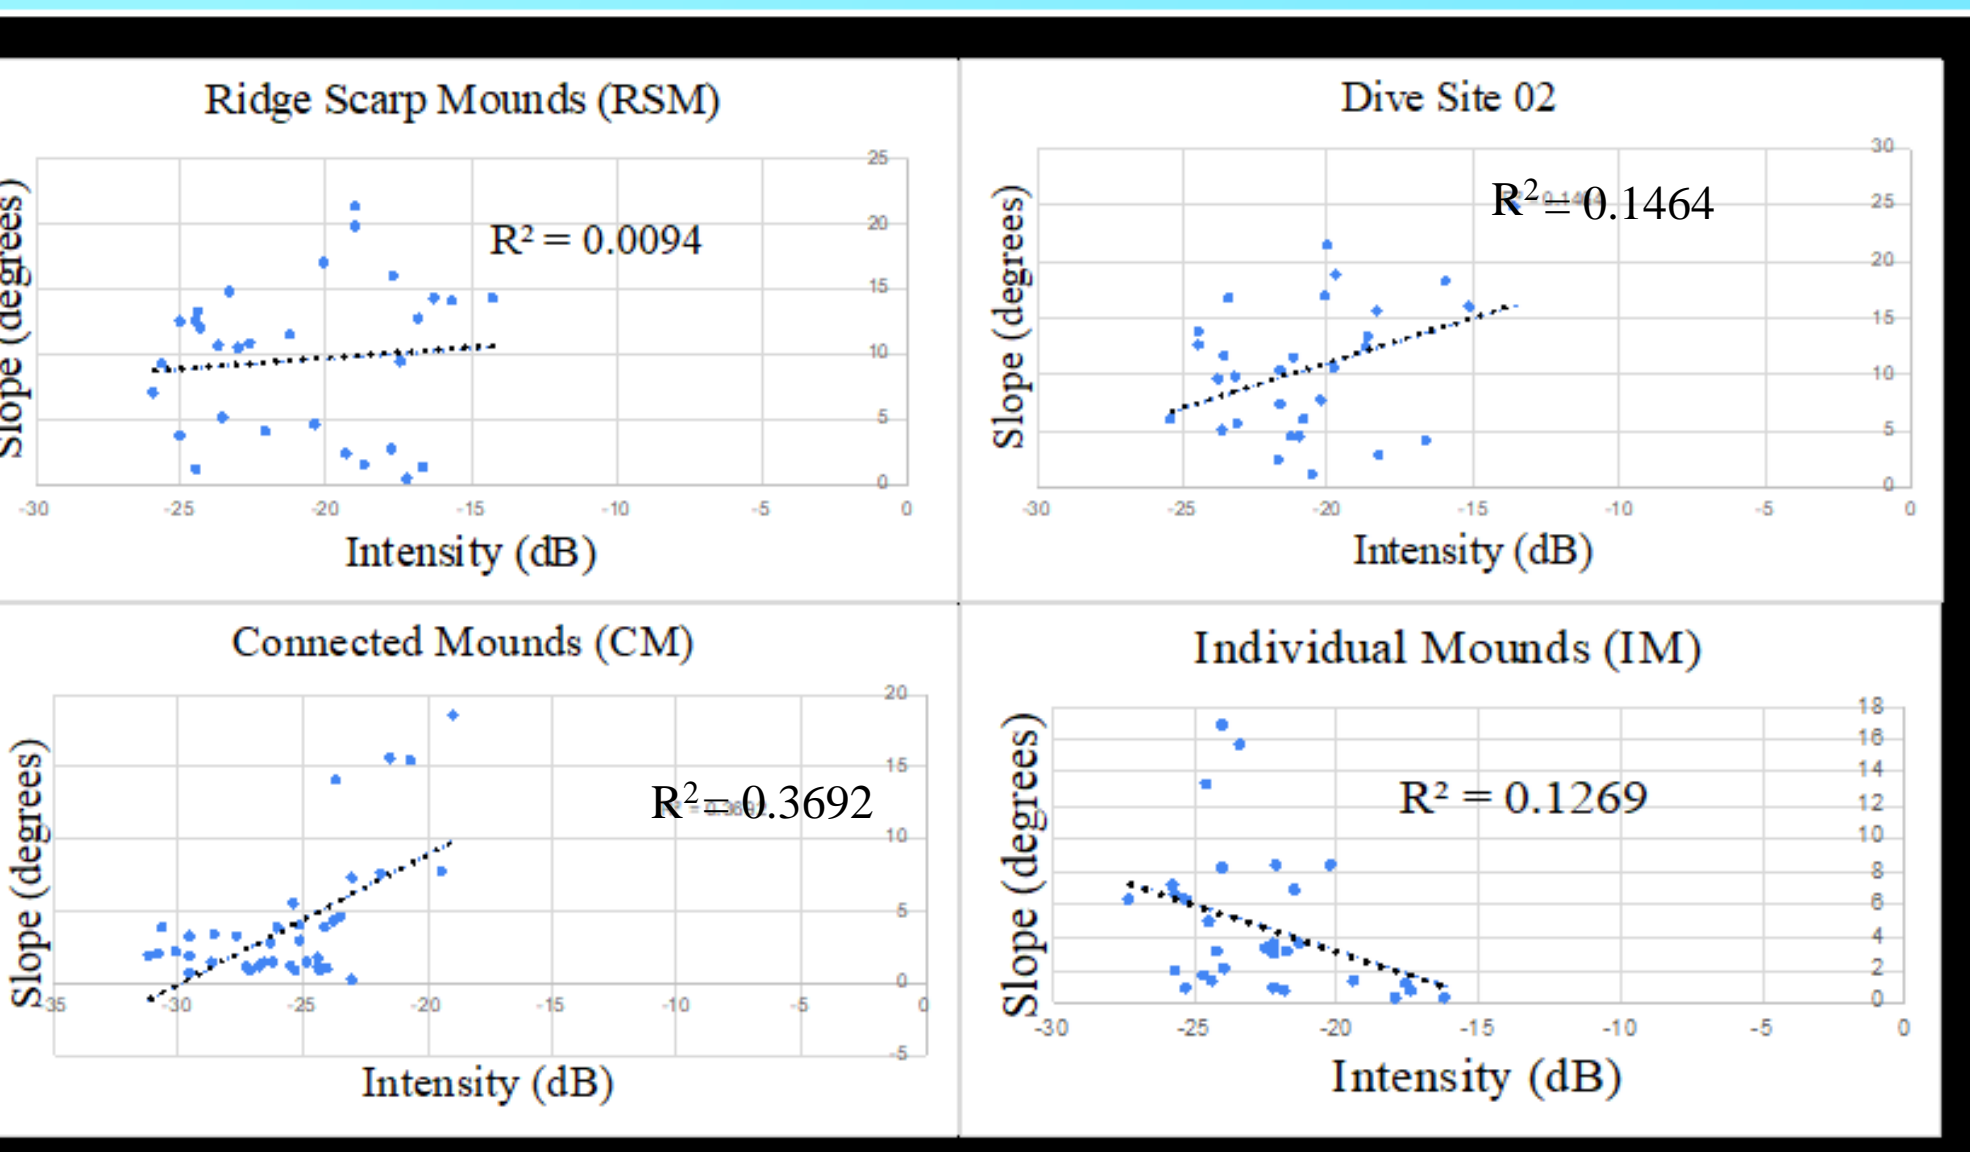 Ridge Scarp Mounds (RSM)
Slope (degrees)
25
20
15
10
5
0
R² = 0.0094
-30 -25 -20 -15 -10 -5 0
Intensity (dB)
Dive Site 02
Slope (degrees)
30
25
20
15
10
5
0
R² = 0.1464
-30 -25 -20 -15 -10 -5 0
Intensity (dB)
Connected Mounds (CM)
Slope (degrees)
20
15
10
5
0
-5
R² = 0.3692
35 -30 -25 -20 -15 -10 -5 0
Intensity (dB)
Individual Mounds (IM)
Slope (degrees)
18
16
14
12
10
8
6
4
2
0
R² = 0.1269
-30 -25 -20 -15 -10 -5 0
Intensity (dB)